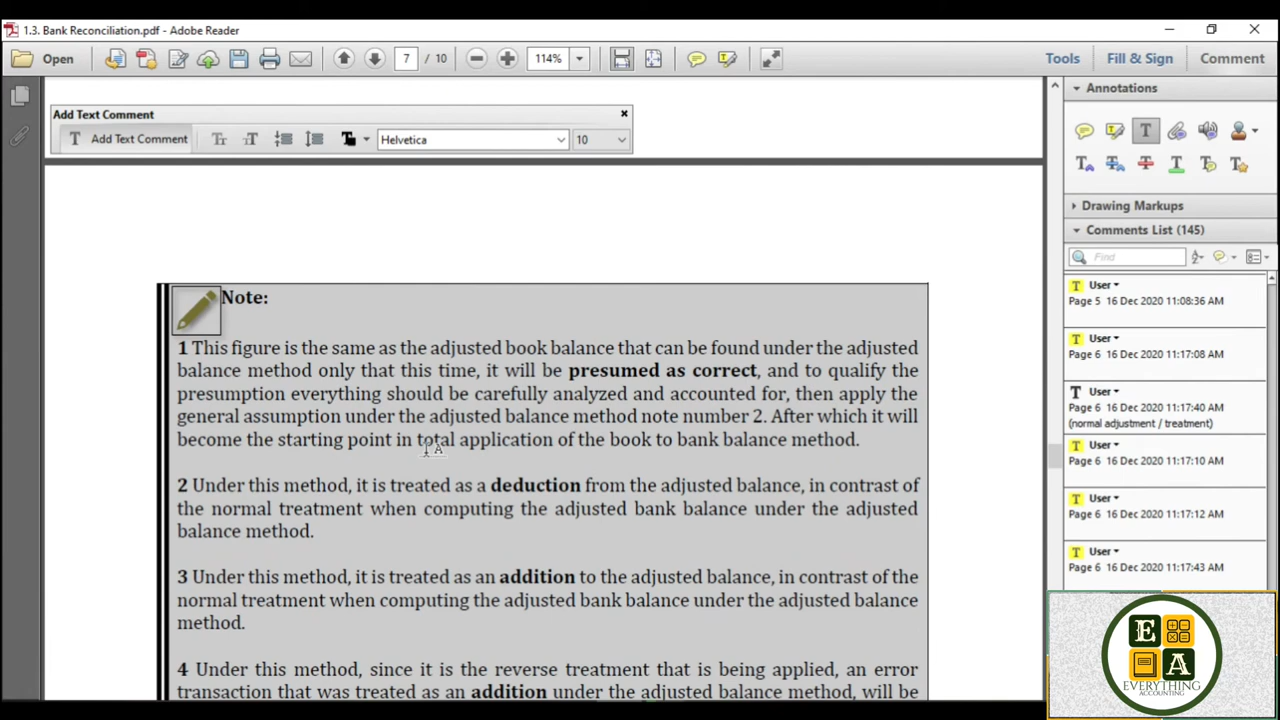 1.3. Bank Reconciliation.pdf - Adobe Reader
Open
7 / 10
114%
Tools
Fill & Sign
Comment
Add Text Comment
Add Text Comment
Helvetica
10
Annotations
Drawing Markups
Comments List (145)
Find
User
Page 5 16 Dec 2020 11:08:36 AM
User
Page 6 16 Dec 2020 11:17:08 AM
User
Page 6 16 Dec 2020 11:17:40 AM
(normal adjustment / treatment)
User
Page 6 16 Dec 2020 11:17:10 AM
User
Page 6 16 Dec 2020 11:17:12 AM
User
Page 6 16 Dec 2020 11:17:43 AM
Note:
1 This figure is the same as the adjusted book balance that can be found under the adjusted
balance method only that this time, it will be presumed as correct, and to qualify the
presumption everything should be carefully analyzed and accounted for, then apply the
general assumption under the adjusted balance method note number 2. After which it will
become the starting point in total application of the book to bank balance method.
2 Under this method, it is treated as a deduction from the adjusted balance, in contrast of
the normal treatment when computing the adjusted bank balance under the adjusted
balance method.
3 Under this method, it is treated as an addition to the adjusted balance, in contrast of the
normal treatment when computing the adjusted bank balance under the adjusted balance
method.
4 Under this method, since it is the reverse treatment that is being applied, an error
transaction that was treated as an addition under the adjusted balance method, will be
E
A
EVERYTHING
ACCOUNTING